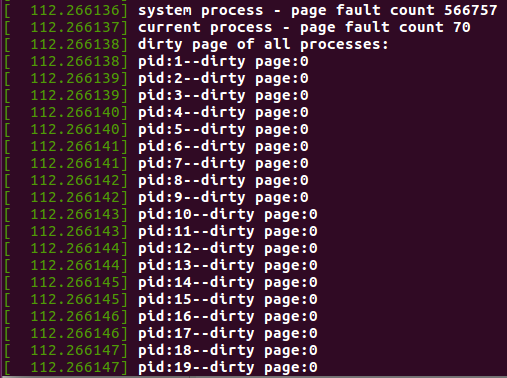 [  112.266136] system process - page fault count 566757
[  112.266137] current process - page fault count 70
[  112.266138] dirty page of all processes:
[  112.266138] pid:1--dirty page:0
[  112.266139] pid:2--dirty page:0
[  112.266139] pid:3--dirty page:0
[  112.266140] pid:4--dirty page:0
[  112.266140] pid:5--dirty page:0
[  112.266141] pid:6--dirty page:0
[  112.266141] pid:7--dirty page:0
[  112.266142] pid:8--dirty page:0
[  112.266142] pid:9--dirty page:0
[  112.266143] pid:10--dirty page:0
[  112.266143] pid:11--dirty page:0
[  112.266144] pid:12--dirty page:0
[  112.266144] pid:13--dirty page:0
[  112.266145] pid:14--dirty page:0
[  112.266145] pid:15--dirty page:0
[  112.266146] pid:16--dirty page:0
[  112.266146] pid:17--dirty page:0
[  112.266147] pid:18--dirty page:0
[  112.266147] pid:19--dirty page:0